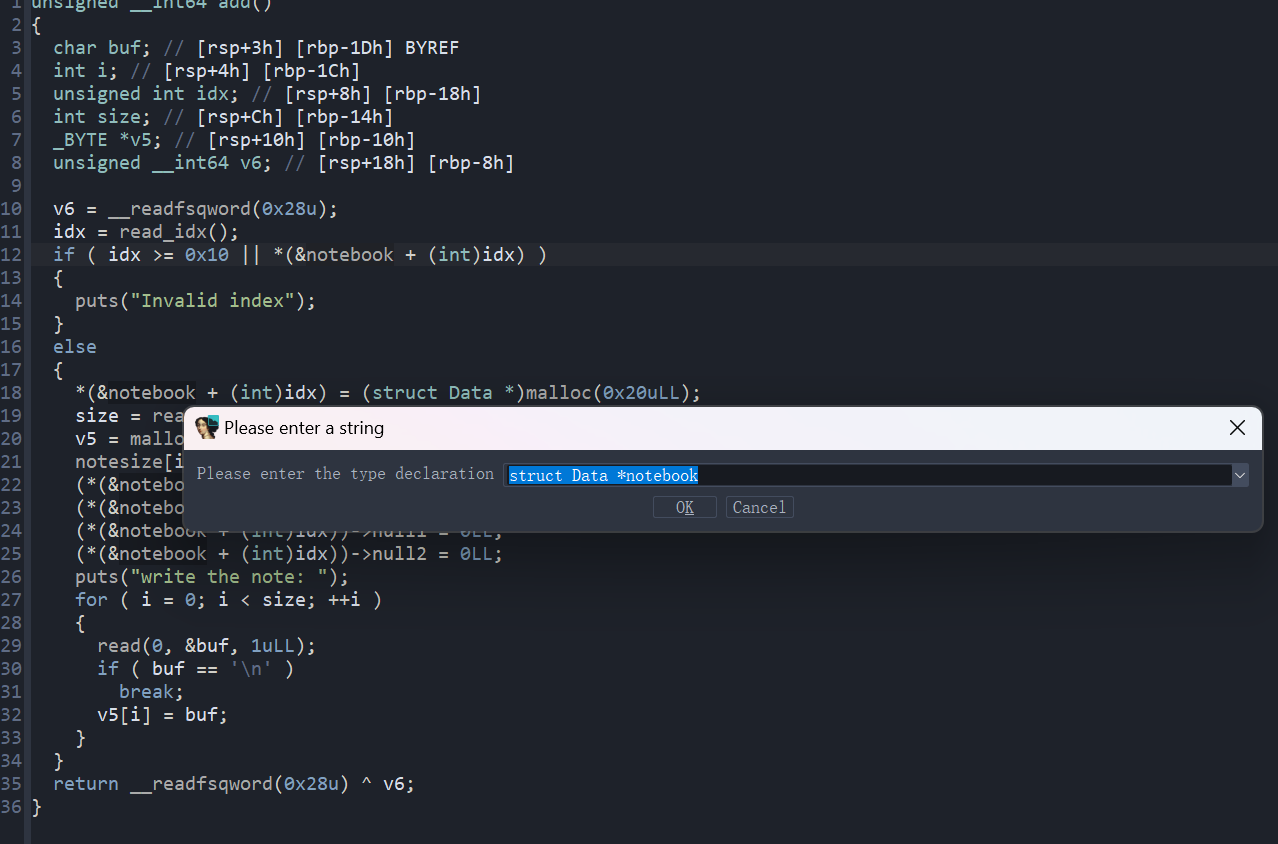 1 unsigned __int64 add()
2 {
3 char buf; // [rsp+3h] [rbp-1Dh] BYREF
4 int i; // [rsp+4h] [rbp-1Ch]
5 unsigned int idx; // [rsp+8h] [rbp-18h]
6 int size; // [rsp+Ch] [rbp-14h]
7 _BYTE *v5; // [rsp+10h] [rbp-10h]
8 unsigned __int64 v6; // [rsp+18h] [rbp-8h]
9
10 v6 = __readfsqword(0x28u);
11 idx = read_idx();
12 if ( idx >= 0x10 || *(&notebook + (int)idx) )
13 {
14 puts("Invalid index");
15 }
16 else
17 {
18 *(&notebook + (int)idx) = (struct Data *)malloc(0x20uLL);
19 size = rea
Please enter a string
20 v5 = mallo
21 notesize[i
Please enter the type declaration struct Data *notebook
22 (*(&notebo
23 (*(&notebo
OK Cancel
24 (*(&notebook + (int)idx))->null1 = 0LL;
25 (*(&notebook + (int)idx))->null2 = 0LL;
26 puts("write the note: ");
27 for ( i = 0; i < size; ++i )
28 {
29 read(0, &buf, 1uLL);
30 if ( buf == '\n' )
31 break;
32 v5[i] = buf;
33 }
34 }
35 return __readfsqword(0x28u) ^ v6;
36 }